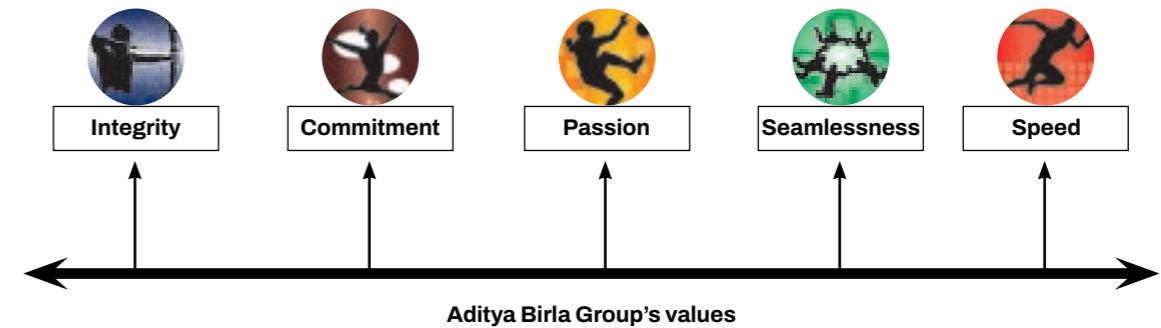 Integrity
Commitment
Passion
Seamlessness
Speed
Aditya Birla Group's values